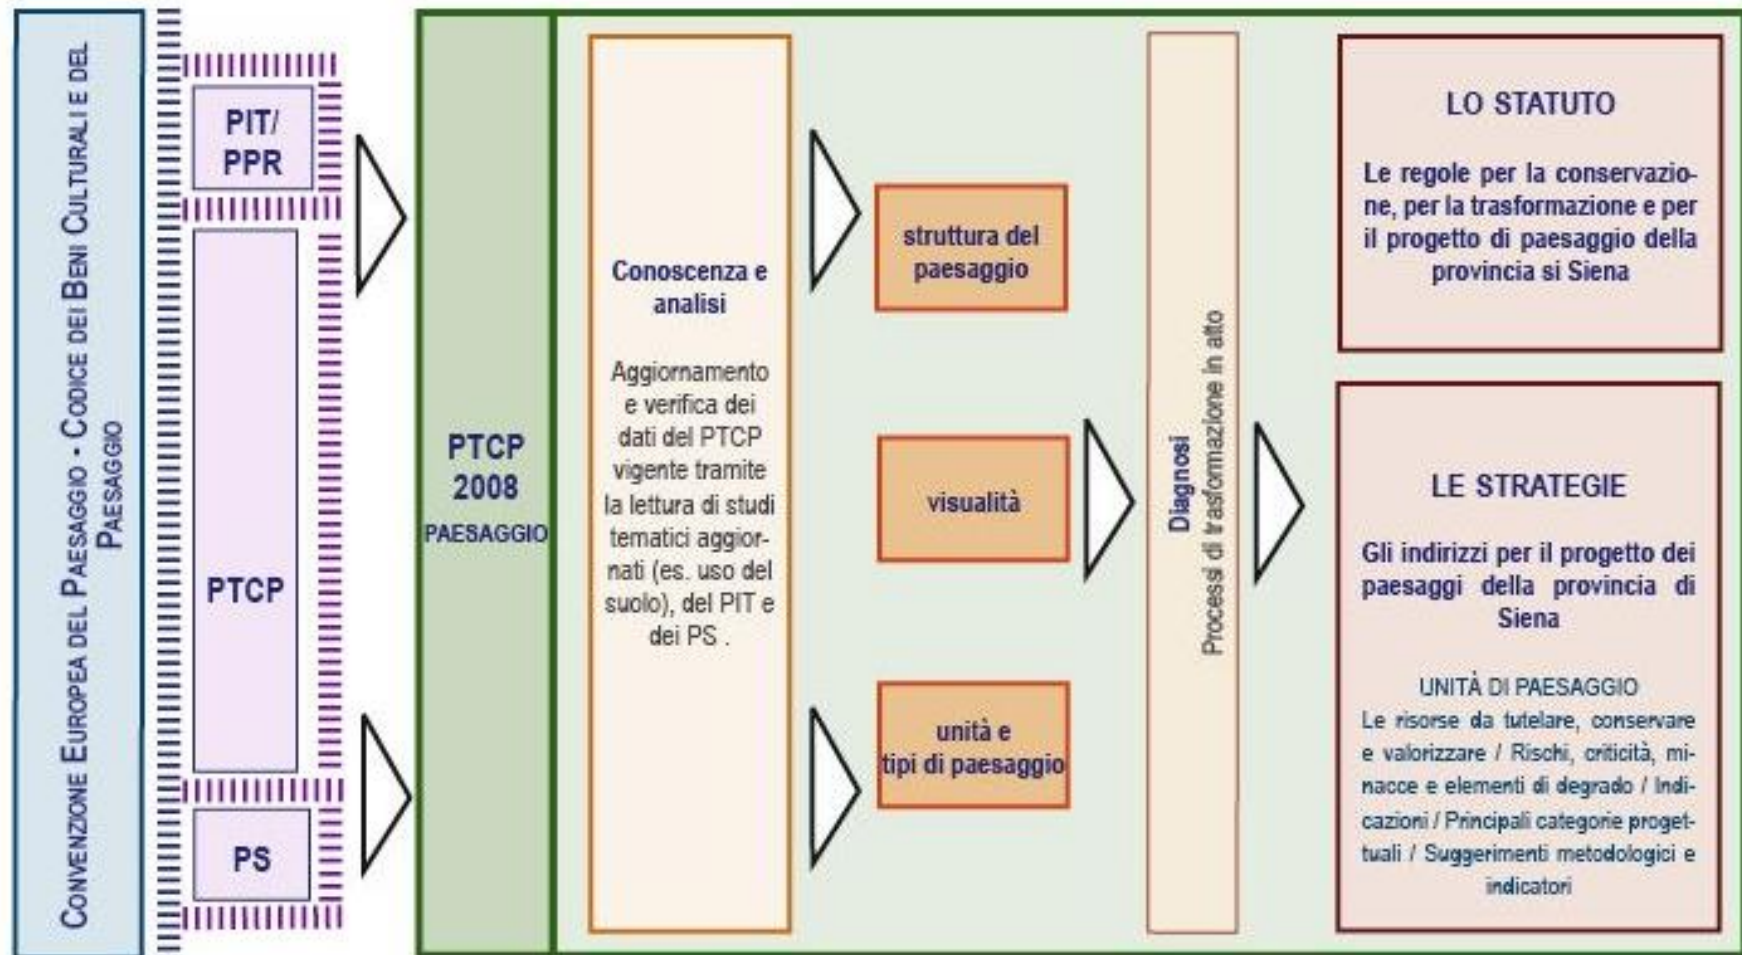 CONVENZIONE EUROPEA DEL PAESAGGIO - CODICE DEI BENI CULTURALI E DEL
PAESAGGIO
PIT/
PPR
PTCP
PS
PTCP
2008
PAESAGGIO
Conoscenza e
analisi
Aggiornamento
e verifica dei
dati del PTCP
vigente tramite
la lettura di studi
tematici aggior-
nati (es. uso del
suolo), del PIT e
dei PS .
struttura del
paesaggio
visualità
unità e
tipi di paesaggio
Diagnosi
Processi di trasformazione in atto
LO STATUTO
Le regole per la conservazio-
ne, per la trasformazione e per
il progetto di paesaggio della
provincia si Siena
LE STRATEGIE
Gli indirizzi per il progetto dei
paesaggi della provincia di
Siena
UNITÀ DI PAESAGGIO
Le risorse da tutelare, conservare
e valorizzare / Rischi, criticità, mi-
nacce e elementi di degrado / Indi-
cazioni / Principali categorie proget-
tuali / Suggerimenti metodologici e
indicatori